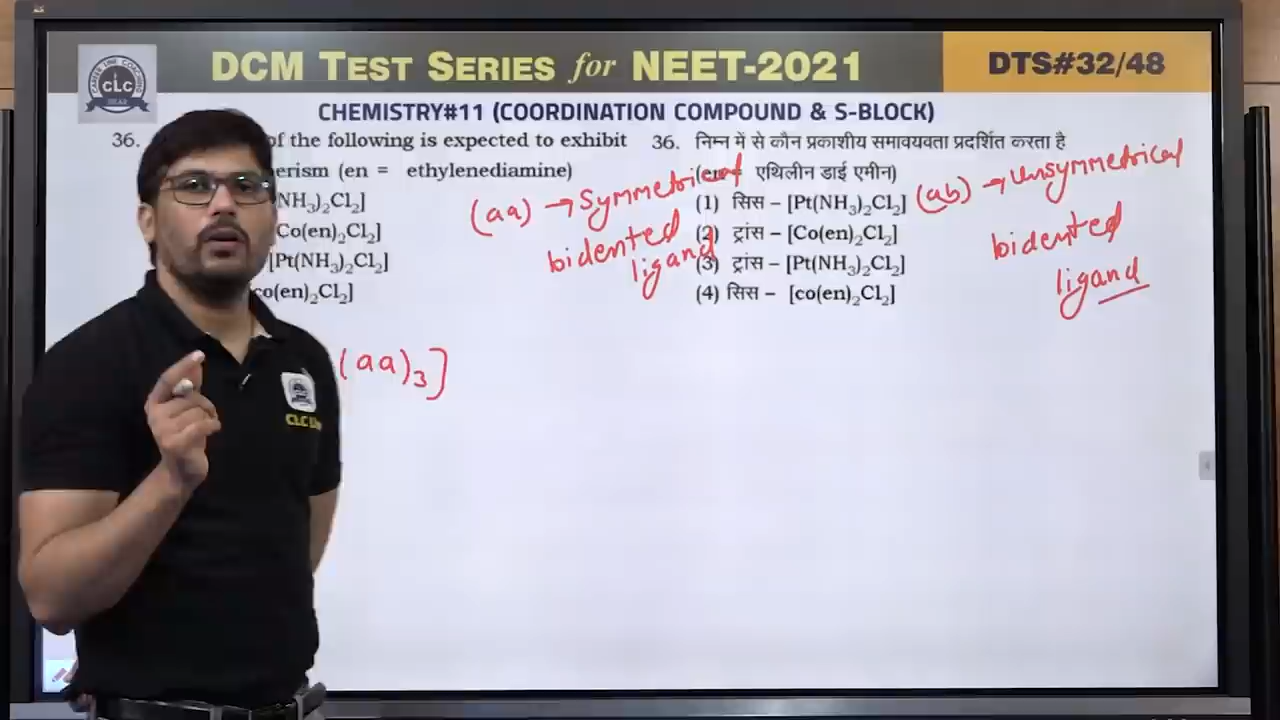 DCM TEST SERIES for NEET-2021
DTS#32/48
CLC
CHEMISTRY#11 (COORDINATION COMPOUND & S-BLOCK)
36. of the following is expected to exhibit
erism (en = ethylenediamine)
NH₃)₂Cl₂]
Co(en)₂Cl₂]
[Pt(NH₃)₂Cl₂]
co(en)₂Cl₂]
36. निम्न में से कौन प्रकाशीय समावयवता प्रदर्शित करता है
(en = एथिलीन डाई एमीन)
(1) सिस – [Pt(NH₃)₂Cl₂]
(2) ट्रांस – [Co(en)₂Cl₂]
(3) ट्रांस – [Pt(NH₃)₂Cl₂]
(4) सिस – [co(en)₂Cl₂]
(aa) → Symmetrical
bidented
ligand
(ab) → Unsymmetrical
bidented
ligand
(aa)₃]
CLC